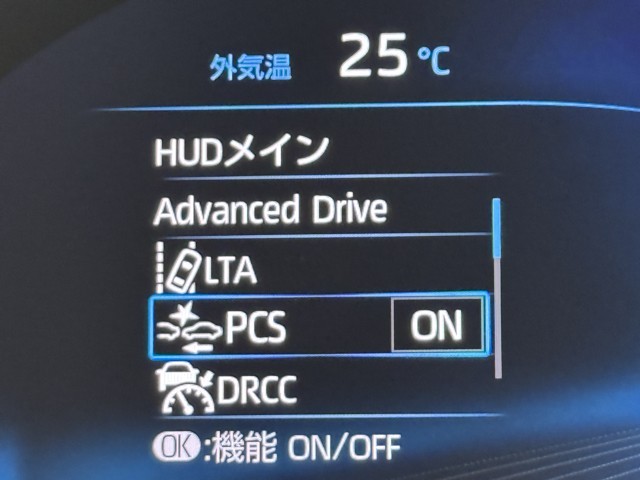 外気温 25℃
HUDメイン
Advanced Drive
LTA
PCS ON
DRCC
OK:機能 ON/OFF